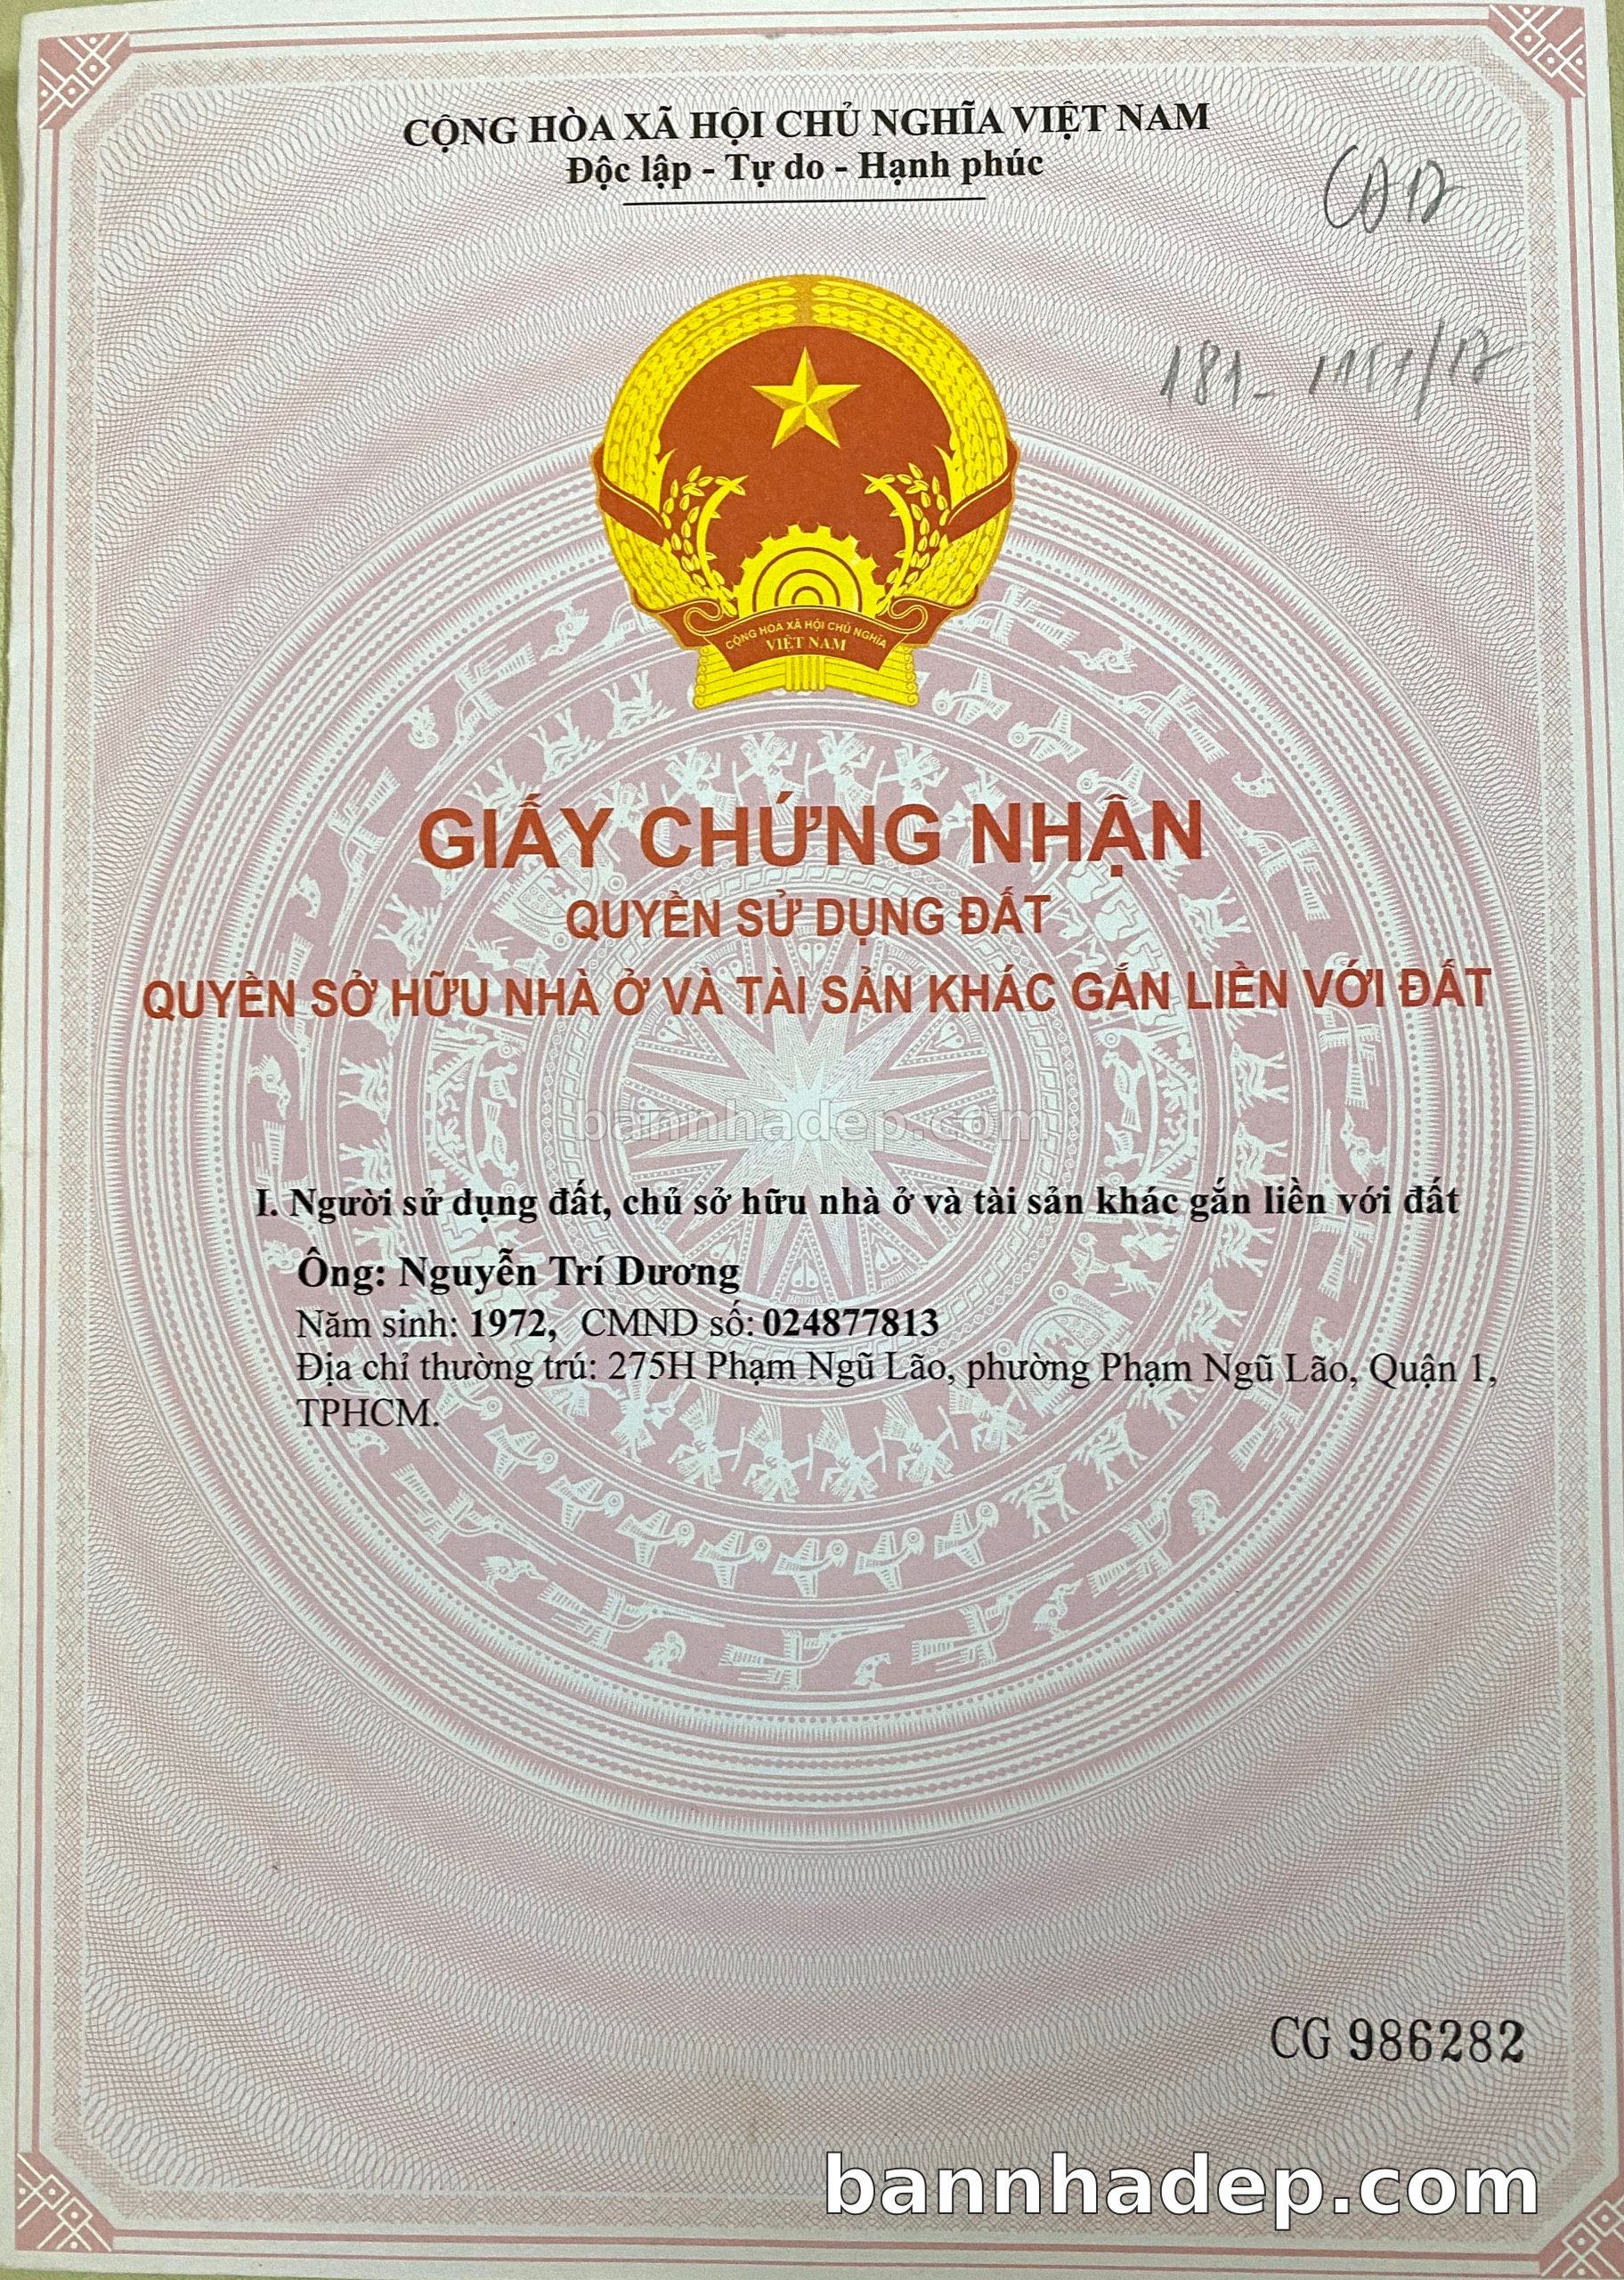 CỘNG HÒA XÃ HỘI CHỦ NGHĨA VIỆT NAM
Độc lập - Tự do - Hạnh phúc
181-
CỘNG HÒA XÃ HỘI CHỦ NGHĨA
VIỆT NAM
GIẤY CHỨNG NHẬN
QUYỀN SỬ DỤNG ĐẤT
QUYỀN SỞ HỮU NHÀ Ở VÀ TÀI SẢN KHÁC GẮN LIỀN VỚI ĐẤT
bannhadep.com
I. Người sử dụng đất, chủ sở hữu nhà ở và tài sản khác gắn liền với đất
Ông: Nguyễn Trí Dương
Năm sinh: 1972, CMND số: 024877813
Địa chỉ thường trú: 275H Phạm Ngũ Lão, phường Phạm Ngũ Lão, Quận 1,
TPHCM.
CG 986282
bannhadep.com